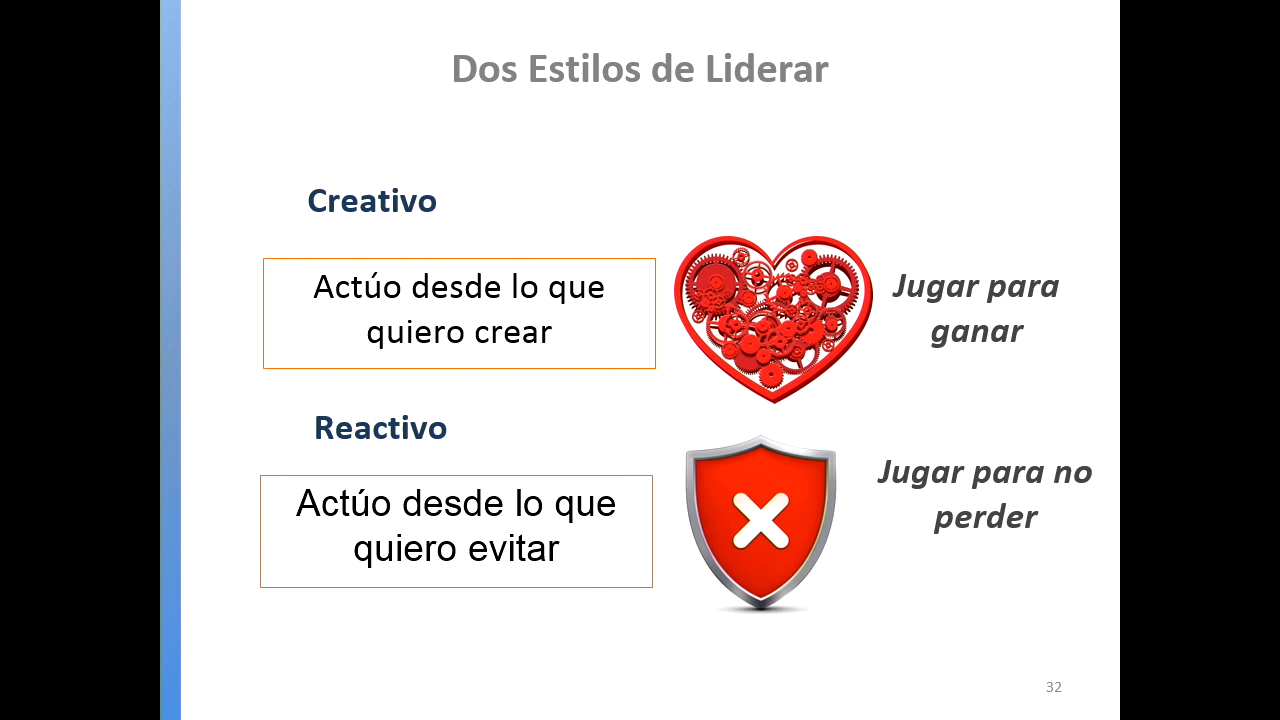 Dos Estilos de Liderar
Creativo
Actúo desde lo que
quiero crear
Jugar para
ganar
Reactivo
Actúo desde lo que
quiero evitar
Jugar para no
perder
32